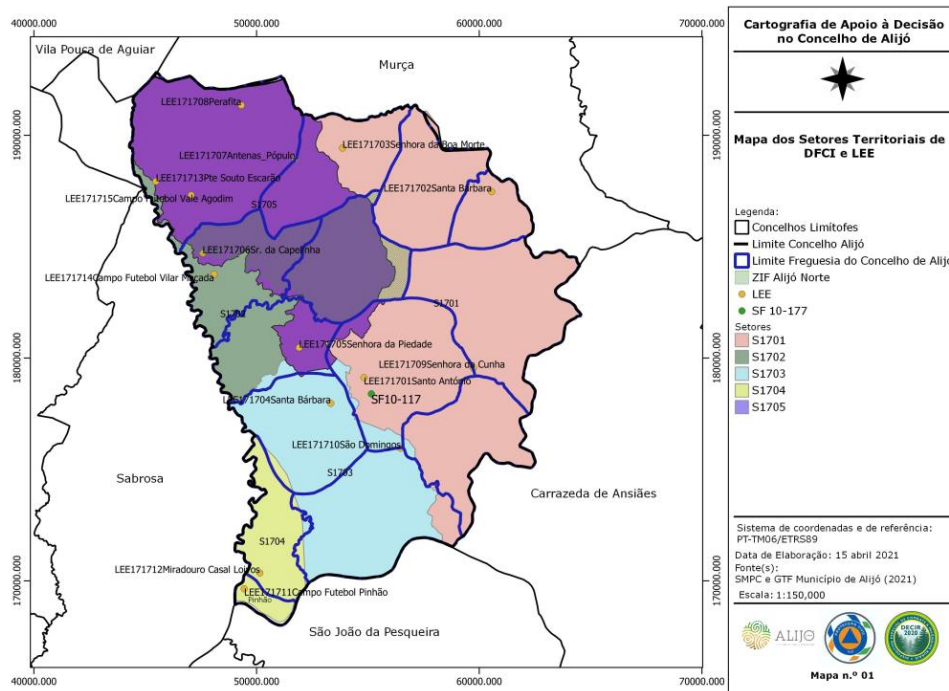 40000.000
50000.000
60000.000
70000.000
Vila Pouca de Aguiar
Murça
190000.000
190000.000
LEE171708Perafita
LEE171703Senhora da Boa Morte
LEE171707Antenas_Pópulo
LEE171713Pte Souto Escarão
LEE171702Santa Bárbara
LEE171715Campo Futebol Vale Agodim
S1705
LEE171706Sr. da Capelinha
LEE171714Campo Futebol Vilar Maçada
S1702
S1701
LEE171705Senhora da Piedade
180000.000
180000.000
LEE171709Senhora da Cunha
LEE171701Santo António
LEE171704Santa Bárbara
SF10-117
LEE171710São Domingos
S1703
Sabrosa
Carrazeda de Ansiães
S1704
LEE171712Miradouro Casal Loivos
170000.000
170000.000
LEE171711Campo Futebol Pinhão
Pinhão
São João da Pesqueira
40000.000
50000.000
60000.000
70000.000
Cartografia de Apoio à Decisão
no Concelho de Alijó
Mapa dos Setores Territoriais de
DFCI e LEE
Legenda:
Concelhos Limítofes
Limite Concelho Alijó
Limite Freguesia do Concelho de Alijó
ZIF Alijó Norte
LEE
SF 10-177
Setores
S1701
S1702
S1703
S1704
S1705
Sistema de coordenadas e de referência:
PT-TM06/ETRS89
Data de Elaboração: 15 abril 2021
Fonte(s):
SMPC e GTF Município de Alijó (2021)
Escala: 1:150,000
ALIJÓ
DECIR
2020
Mapa n.º 01